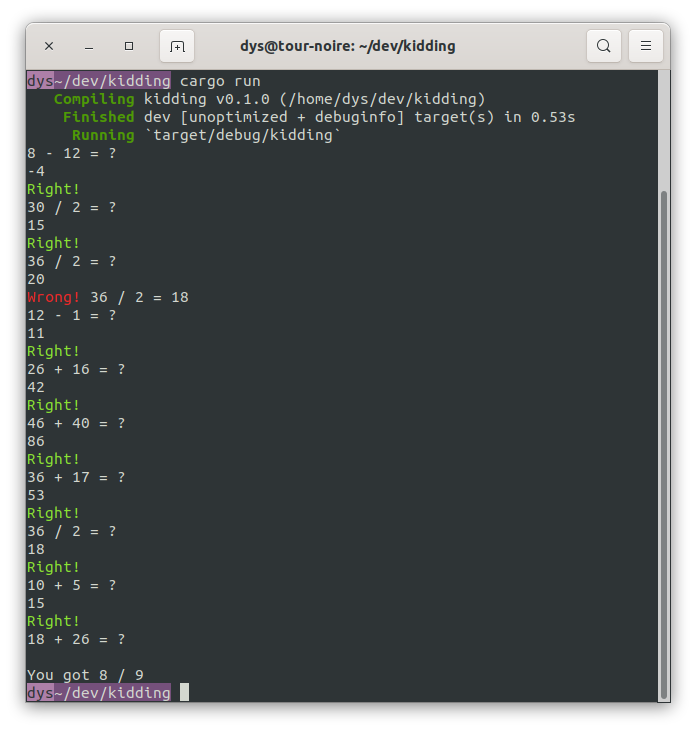 dys@tour-noire: ~/dev/kidding
dys~/dev/kidding cargo run
   Compiling kidding v0.1.0 (/home/dys/dev/kidding)
    Finished dev [unoptimized + debuginfo] target(s) in 0.53s
     Running `target/debug/kidding`
8 - 12 = ?
-4
Right!
30 / 2 = ?
15
Right!
36 / 2 = ?
20
Wrong! 36 / 2 = 18
12 - 1 = ?
11
Right!
26 + 16 = ?
42
Right!
46 + 40 = ?
86
Right!
36 + 17 = ?
53
Right!
36 / 2 = ?
18
Right!
10 + 5 = ?
15
Right!
18 + 26 = ?

You got 8 / 9
dys~/dev/kidding